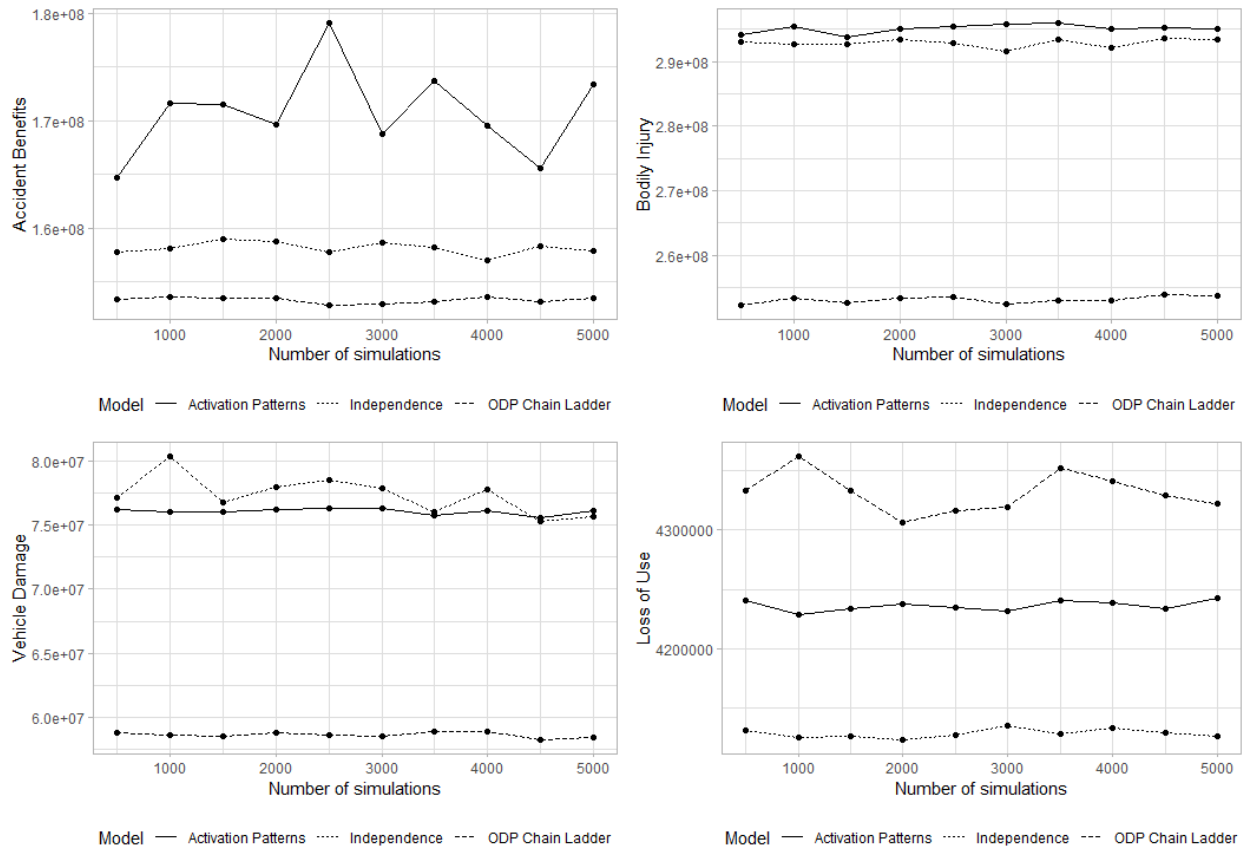 Accident Benefits
1.8e+08
1.7e+08
1.6e+08
1000 2000 3000 4000 5000
Number of simulations
Model Activation Patterns Independence ODP Chain Ladder
Bodily Injury
2.9e+08
2.8e+08
2.7e+08
2.6e+08
1000 2000 3000 4000 5000
Number of simulations
Model Activation Patterns Independence ODP Chain Ladder
Vehicle Damage
8.0e+07
7.5e+07
7.0e+07
6.5e+07
6.0e+07
1000 2000 3000 4000 5000
Number of simulations
Model Activation Patterns Independence ODP Chain Ladder
Loss of Use
4300000
4200000
1000 2000 3000 4000 5000
Number of simulations
Model Activation Patterns Independence ODP Chain Ladder